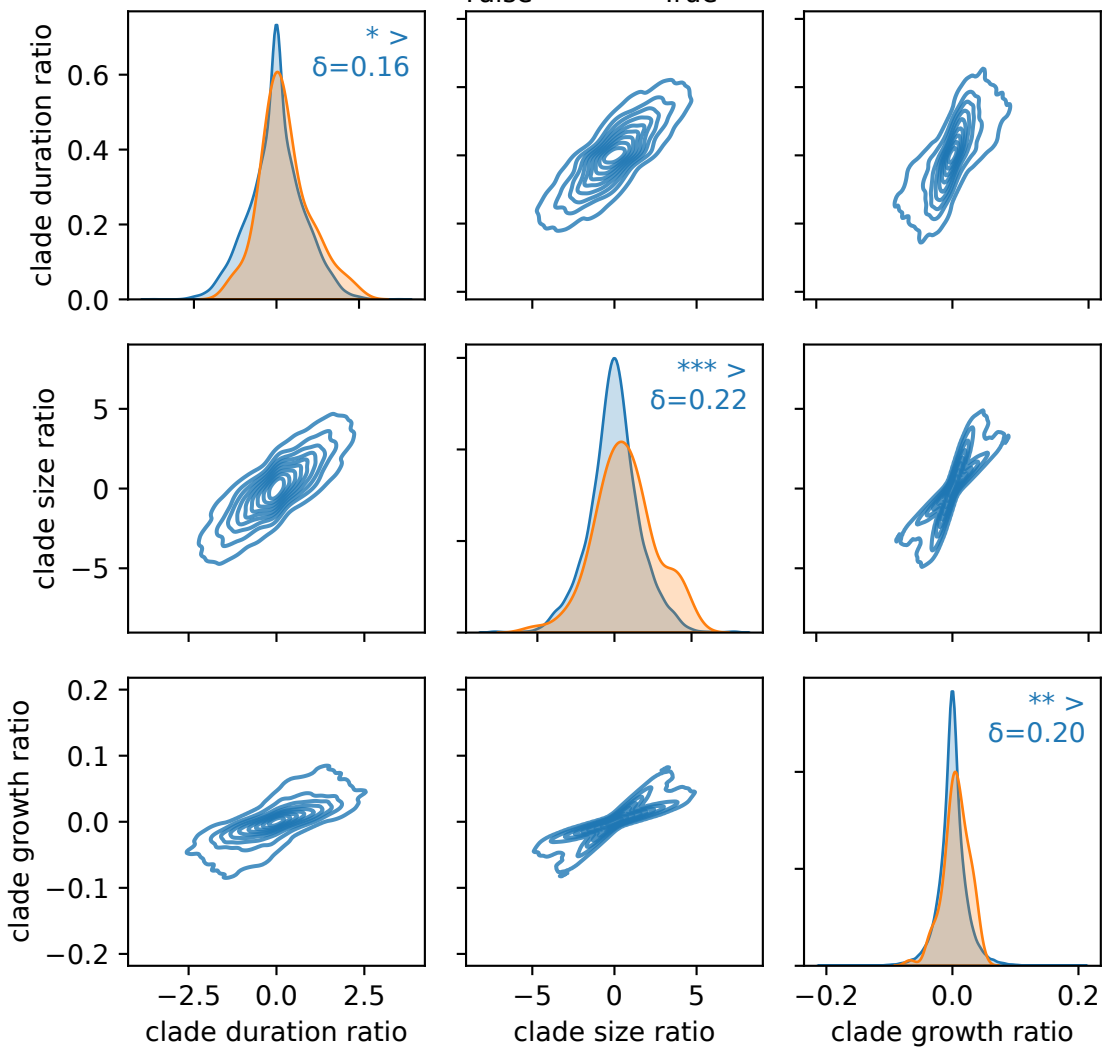 False True
clade duration ratio
0.6
0.4
0.2
0.0
* >
δ=0.16
clade size ratio
5
0
−5
*** >
δ=0.22
clade growth ratio
0.2
0.1
0.0
−0.1
−0.2
** >
δ=0.20
−2.5 0.0 2.5
−5 0 5
−0.2 0.0 0.2
clade duration ratio
clade size ratio
clade growth ratio